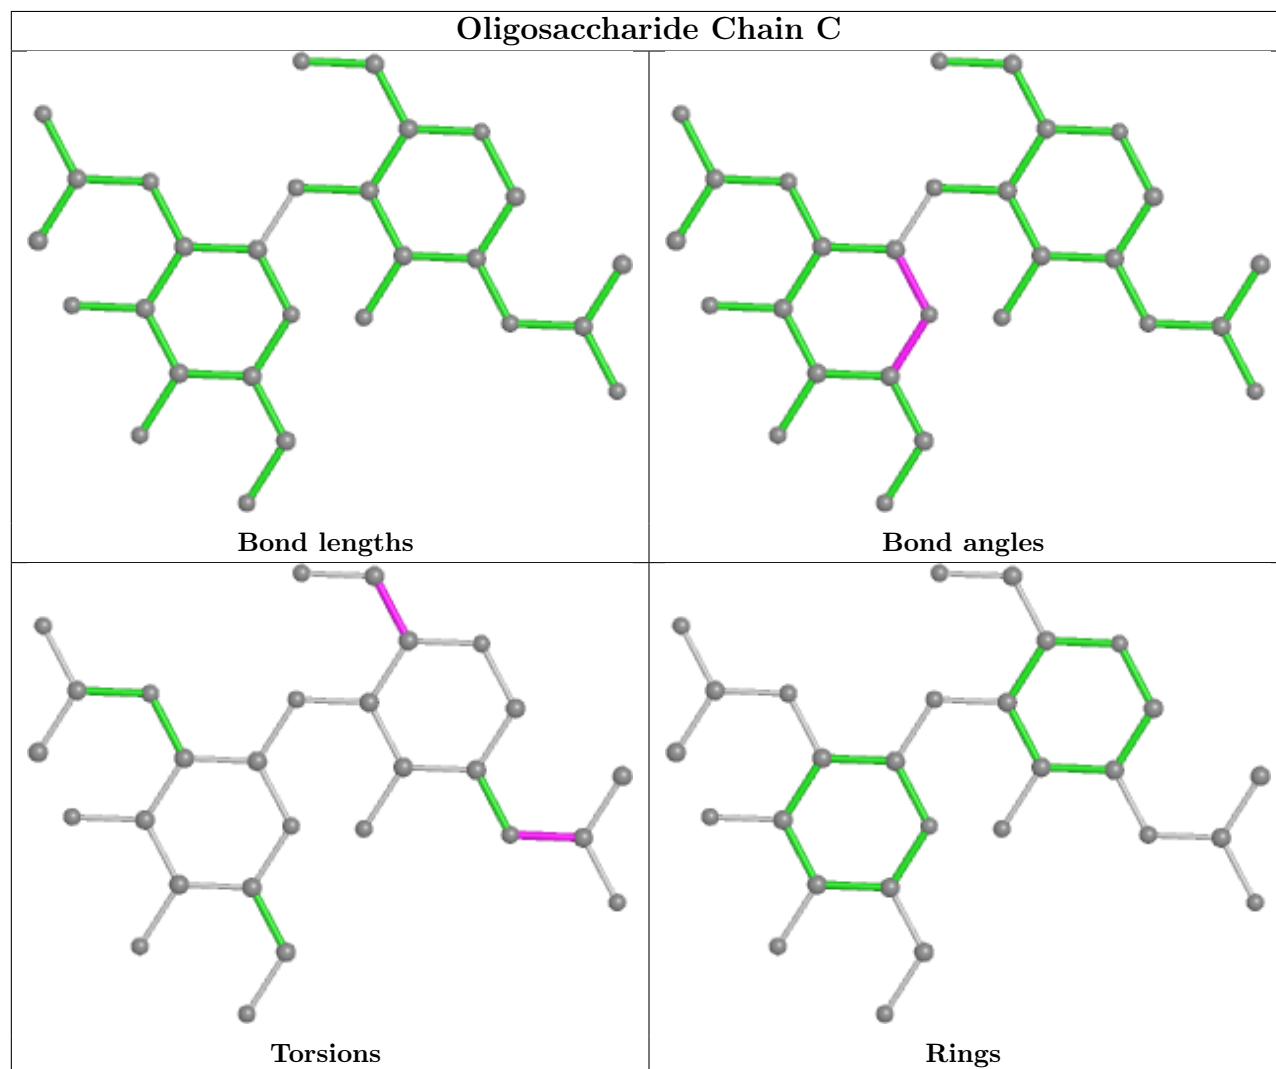 Oligosaccharide Chain C
Bond lengths
Bond angles
Torsions
Rings